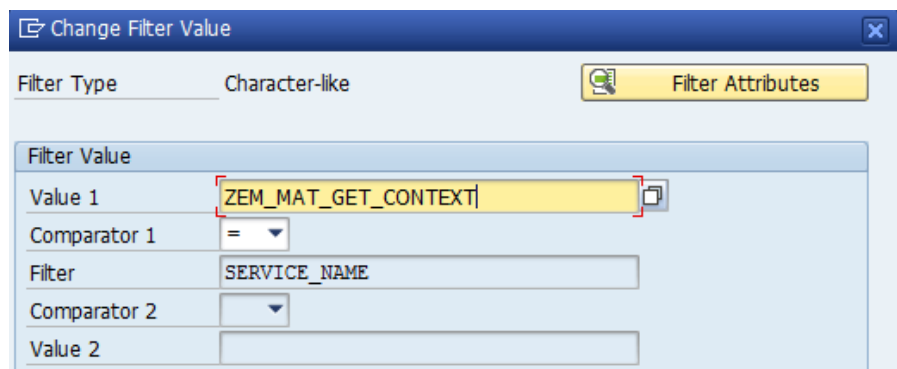 Change Filter Value
Filter Type Character-like Filter Attributes
Filter Value
Value 1 ZEM_MAT_GET_CONTEXT
Comparator 1 =
Filter SERVICE_NAME
Comparator 2
Value 2